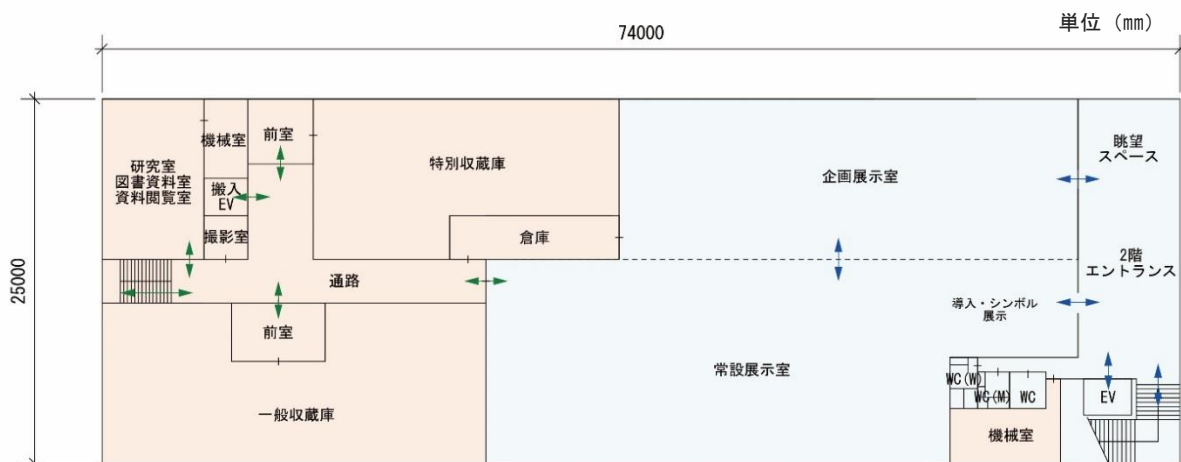 単位 (mm)
74000
25000
研究室
図書資料室
資料閲覧室
機械室
前室
搬入
EV
撮影室
特別収蔵庫
倉庫
通路
前室
一般収蔵庫
企画展示室
眺望
スペース
2階
エントランス
導入・シンボル
展示
常設展示室
WC(W)
WC(M)
WC
EV
機械室